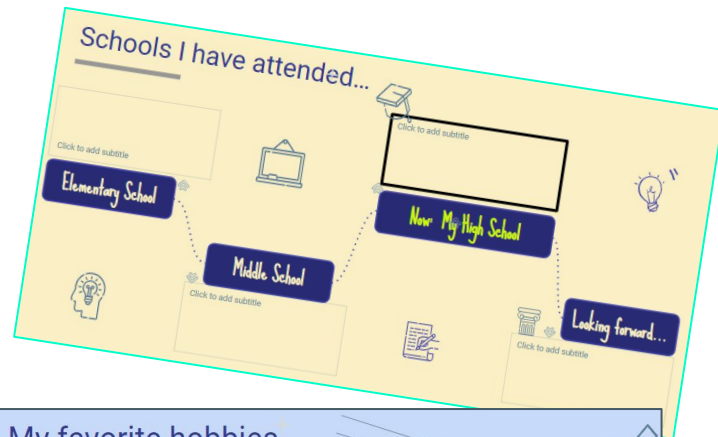 Schools I have attended...
Click to add subtitle
Click to add subtitle
Elementary School
Now: My High School
Middle School
Click to add subtitle
Looking forward...
Click to add subtitle
My favorite hobbies